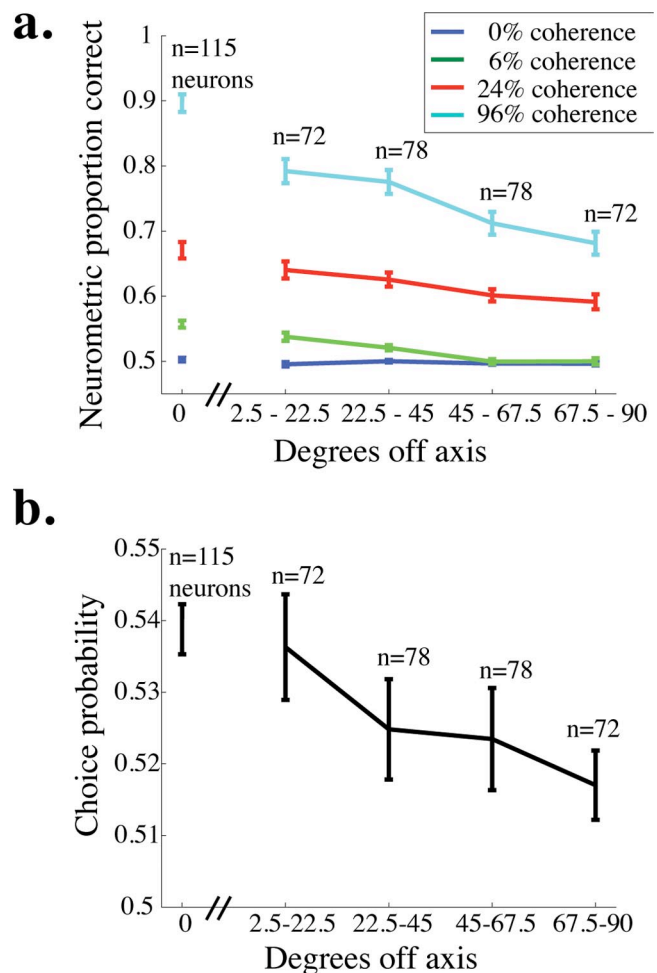 a.
Neurometric proportion correct
1
0.9
0.8
0.7
0.6
0.5
n=115
neurons
n=72
n=78
n=78
n=72
0% coherence
6% coherence
24% coherence
96% coherence
0
2.5 - 22.5
22.5 - 45
45 - 67.5
67.5 - 90
Degrees off axis
b.
Choice probability
0.55
0.54
0.53
0.52
0.51
0.5
n=115
neurons
n=72
n=78
n=78
n=72
0
2.5-22.5
22.5-45
45-67.5
67.5-90
Degrees off axis